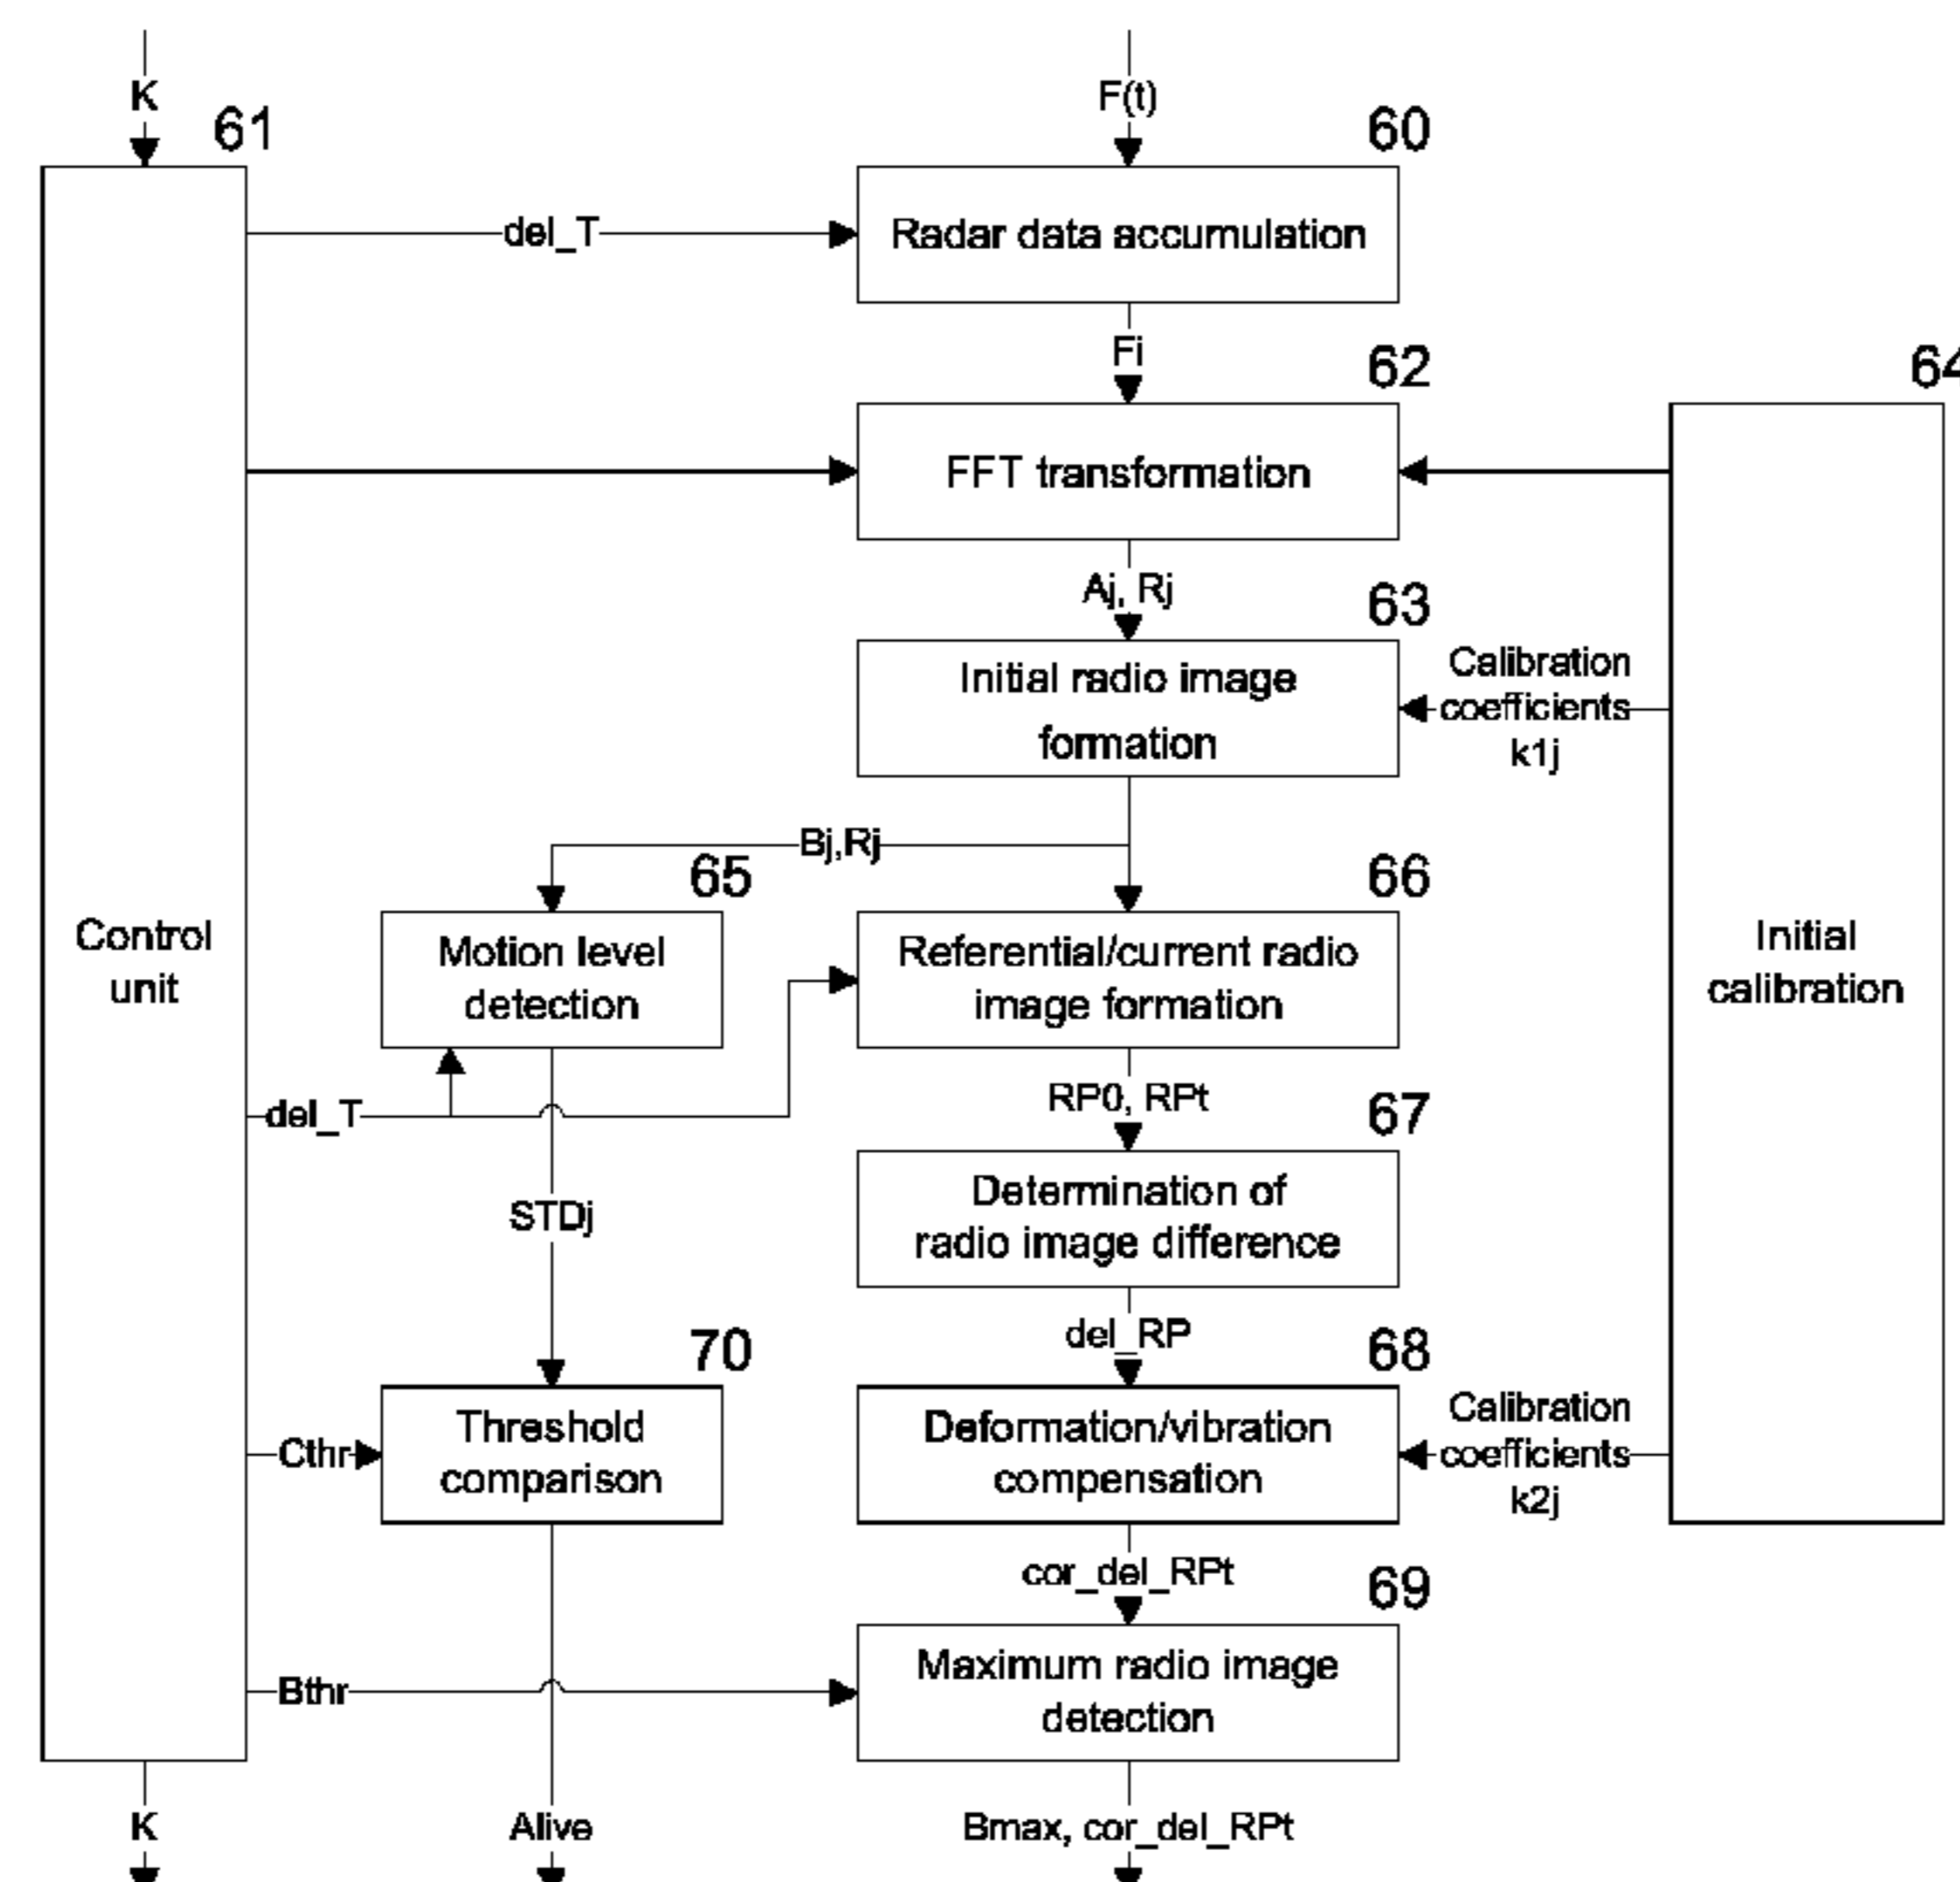 K
F(t)
61
60
del_T
Radar data accumulation
Fi
62
64
FFT transformation
Aj, Rj
63
Initial radio image
formation
Calibration
coefficients
k1j
Bj,Rj
65
66
Control
unit
Motion level
detection
Referential/current radio
image formation
Initial
calibration
del_T
RP0, RPt
67
STDj
Determination of
radio image difference
del_RP
70
68
Cthr
Threshold
comparison
Deformation/vibration
compensation
Calibration
coefficients
k2j
cor_del_RPt
69
Bthr
Maximum radio image
detection
K
Alive
Bmax, cor_del_RPt